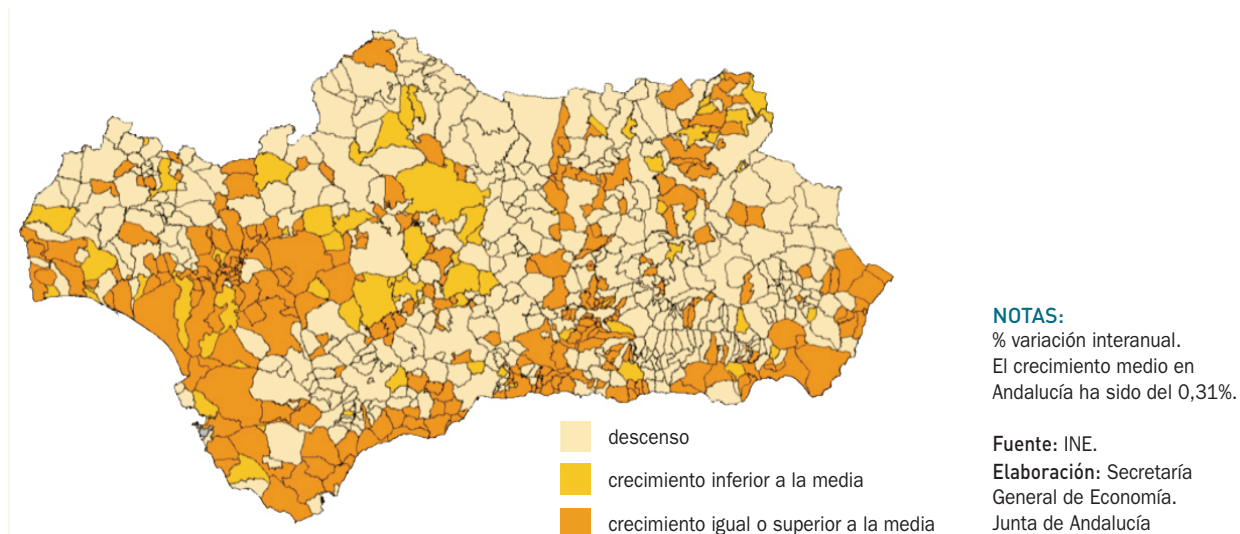 descenso
crecimiento inferior a la media
crecimiento igual o superior a la media
NOTAS:
% variación interanual.
El crecimiento medio en
Andalucía ha sido del 0,31%.
Fuente: INE.
Elaboración: Secretaría
General de Economía.
Junta de Andalucía